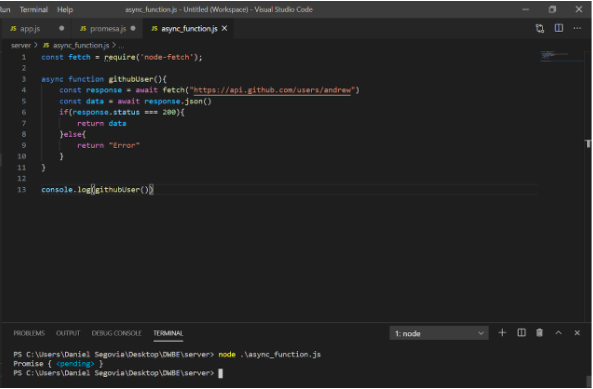 Run Terminal Help async_function.js - Untitled (Workspace) - Visual Studio Code
JS app.js JS promesa.js JS async_function.js
server > JS async_function.js > ...
1 const fetch = require('node-fetch');
2
3 async function githubUser(){
4 const response = await fetch("https://api.github.com/users/andrew")
5 const data = await response.json()
6 if(response.status === 200){
7 return data
8 }else{
9 return "Error"
10 }
11 }
12
13 console.log(githubUser())
PROBLEMS OUTPUT DEBUG CONSOLE TERMINAL 1: node
PS C:\Users\Daniel Segovia\Desktop\DWBE\server> node .\async_function.js
Promise { <pending> }
PS C:\Users\Daniel Segovia\Desktop\DWBE\server>